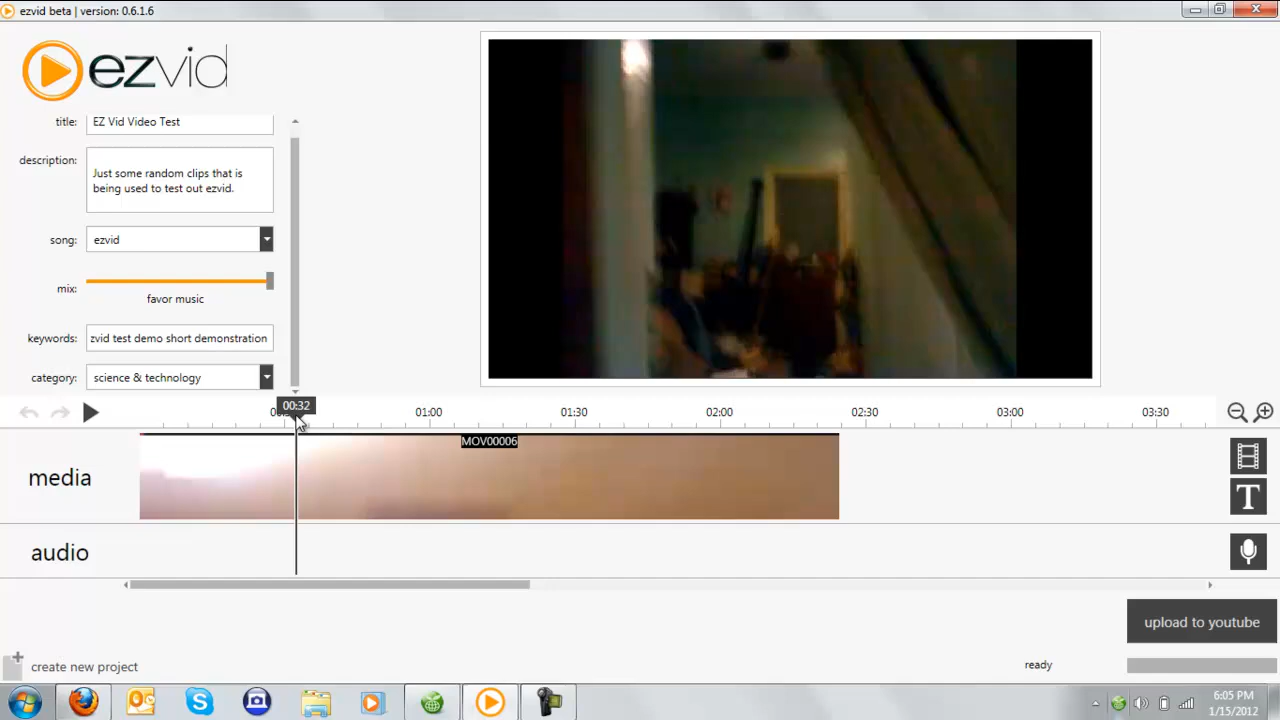 ezvid beta | version: 0.6.1.6
ezvid
title: EZ Vid Video Test
description: Just some random clips that is
being used to test out ezvid.
song: ezvid
mix:
favor music
keywords: zvid test demo short demonstration
category: science & technology
00:32
01:00 01:30 02:00 02:30 03:00 03:30
MOV00006
media
T
audio
upload to youtube
create new project
ready
6:05 PM
1/15/2012